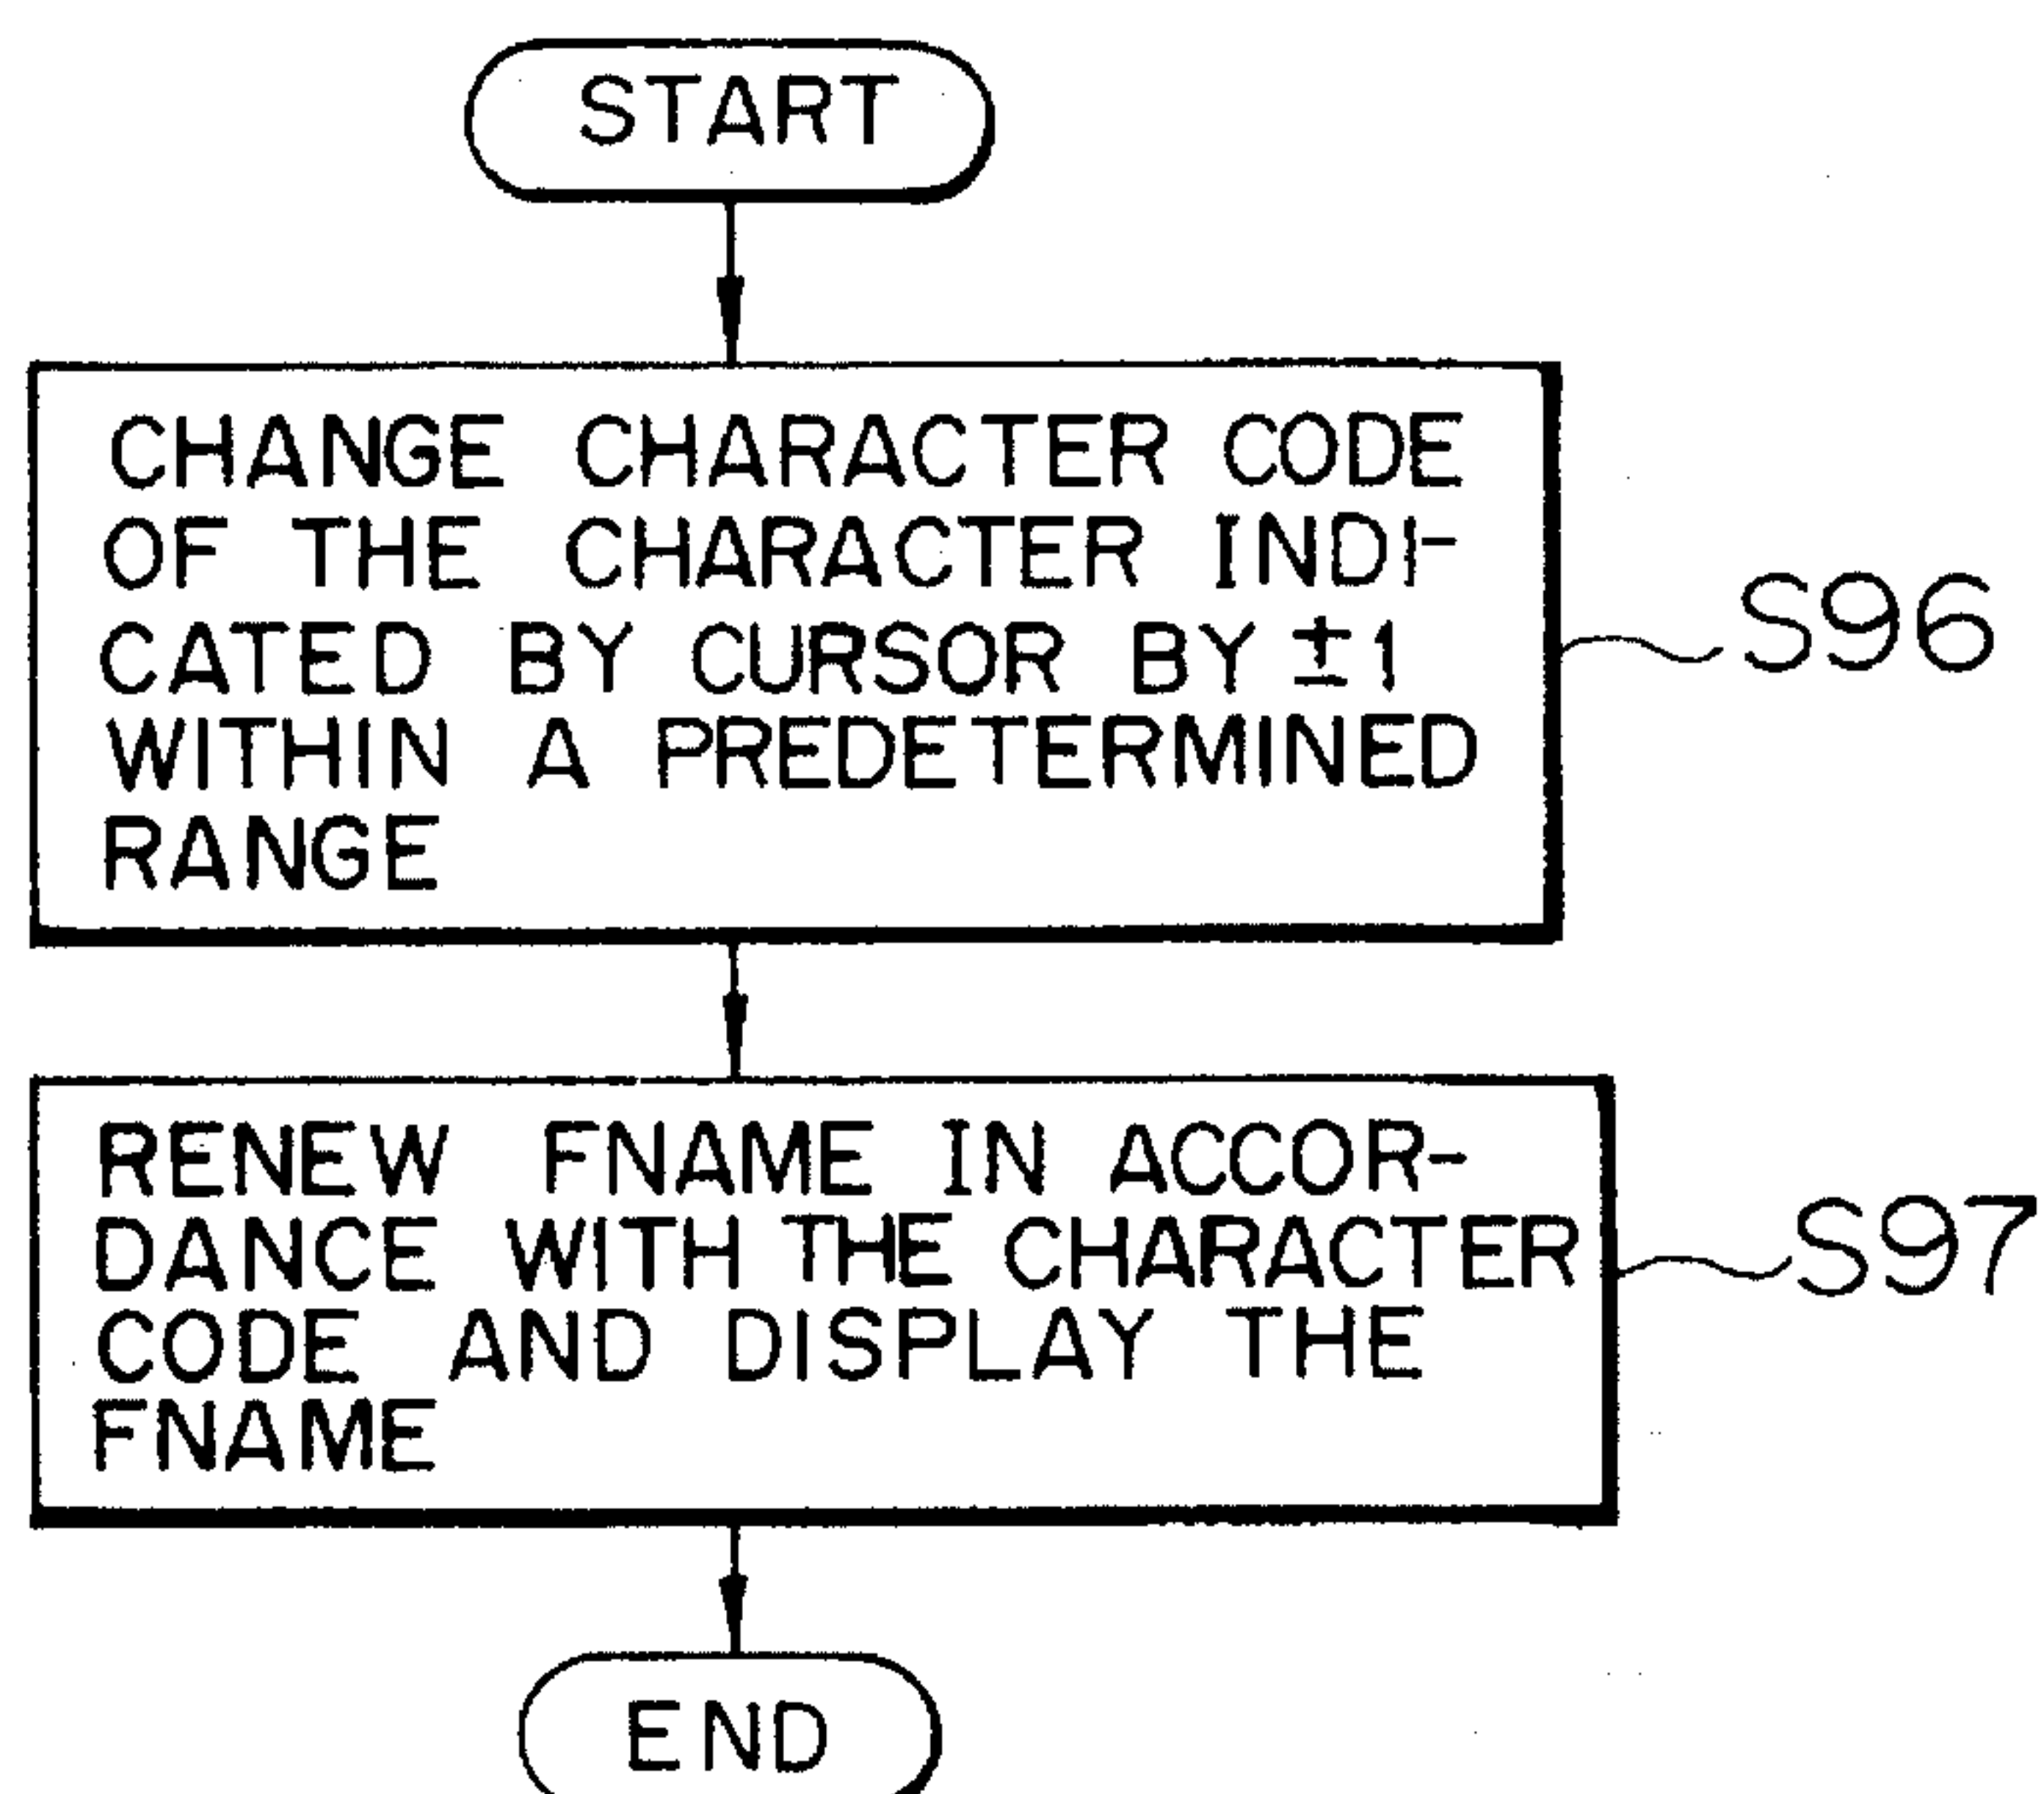 START
CHANGE CHARACTER CODE
OF THE CHARACTER INDI-
CATED BY CURSOR BY ±1
WITHIN A PREDETERMINED
RANGE
S96
RENEW FNAME IN ACCOR-
DANCE WITH THE CHARACTER
CODE AND DISPLAY THE
FNAME
S97
END